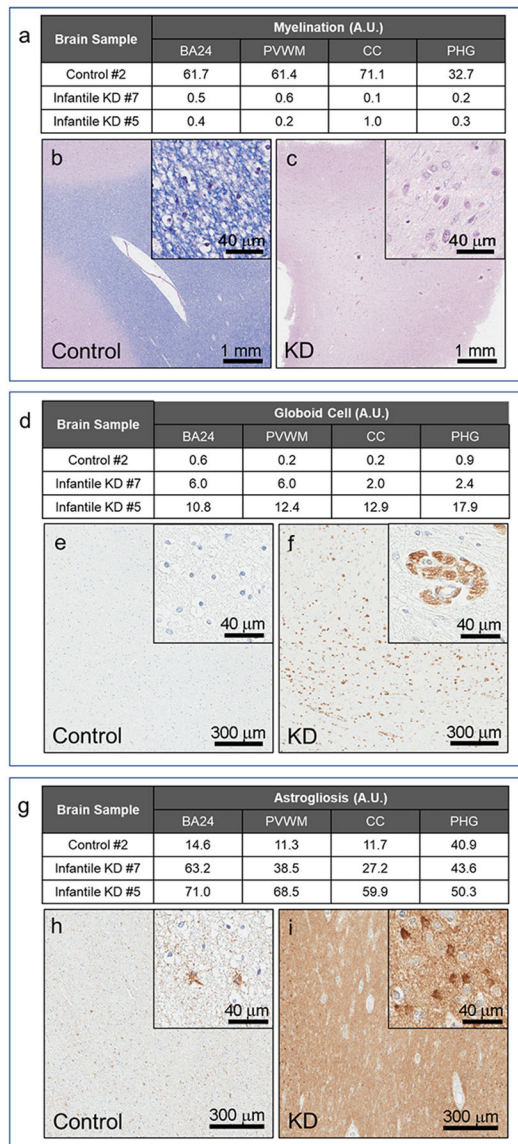 a
Brain Sample Myelination (A.U.)
BA24 PVWM CC PHG
Control #2 61.7 61.4 71.1 32.7
Infantile KD #7 0.5 0.6 0.1 0.2
Infantile KD #5 0.4 0.2 1.0 0.3
b c
40 μm 40 μm
Control 1 mm KD 1 mm
d
Brain Sample Globoid Cell (A.U.)
BA24 PVWM CC PHG
Control #2 0.6 0.2 0.2 0.9
Infantile KD #7 6.0 6.0 2.0 2.4
Infantile KD #5 10.8 12.4 12.9 17.9
e f
40 μm 40 μm
Control 300 μm KD 300 μm
g
Brain Sample Astrogliosis (A.U.)
BA24 PVWM CC PHG
Control #2 14.6 11.3 11.7 40.9
Infantile KD #7 63.2 38.5 27.2 43.6
Infantile KD #5 71.0 68.5 59.9 50.3
h i
40 μm 40 μm
Control 300 μm KD 300 μm